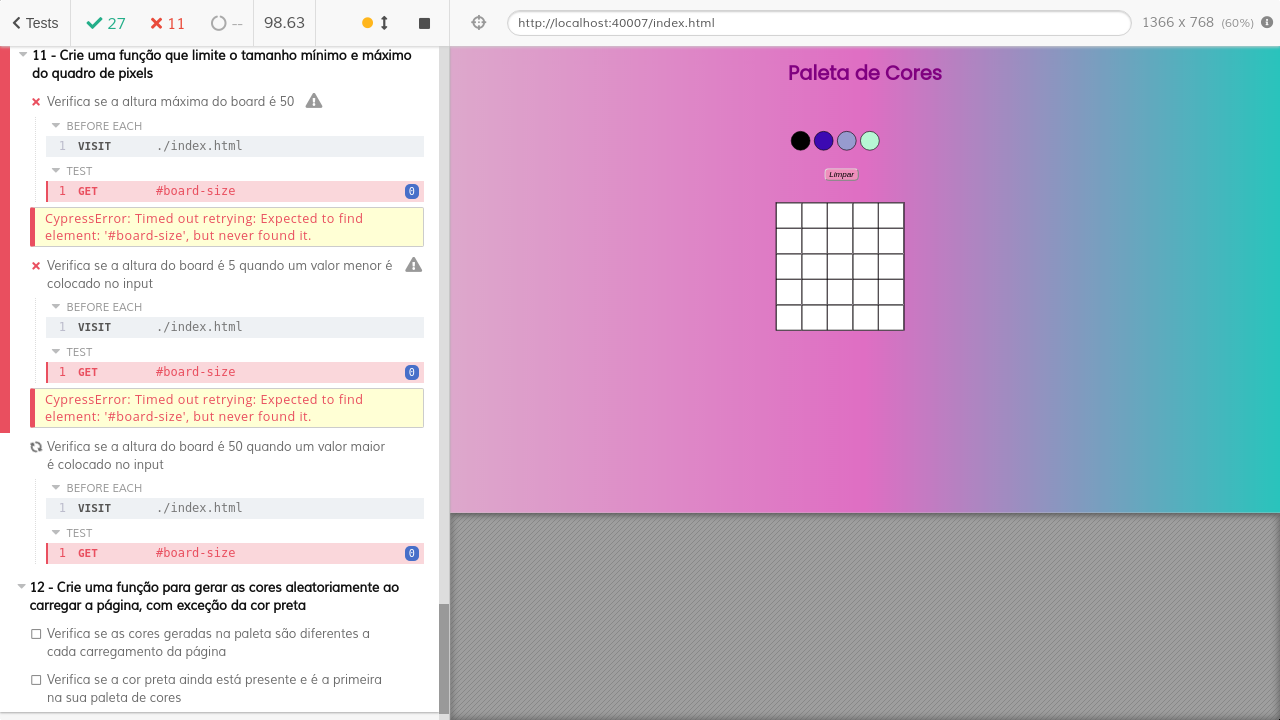 Tests
27
11
--
98.63
http://localhost:40007/index.html
1366 x 768 (60%)
11 - Crie uma função que limite o tamanho mínimo e máximo
do quadro de pixels
Verifica se a altura máxima do board é 50
BEFORE EACH
1 VISIT ./index.html
TEST
1 GET #board-size 0
CypressError: Timed out retrying: Expected to find
element: '#board-size', but never found it.
Verifica se a altura do board é 5 quando um valor menor é
colocado no input
BEFORE EACH
1 VISIT ./index.html
TEST
1 GET #board-size 0
CypressError: Timed out retrying: Expected to find
element: '#board-size', but never found it.
Verifica se a altura do board é 50 quando um valor maior
é colocado no input
BEFORE EACH
1 VISIT ./index.html
TEST
1 GET #board-size 0
12 - Crie uma função para gerar as cores aleatoriamente ao
carregar a página, com exceção da cor preta
Verifica se as cores geradas na paleta são diferentes a
cada carregamento da página
Verifica se a cor preta ainda está presente e é a primeira
na sua paleta de cores
Paleta de Cores
Limpar